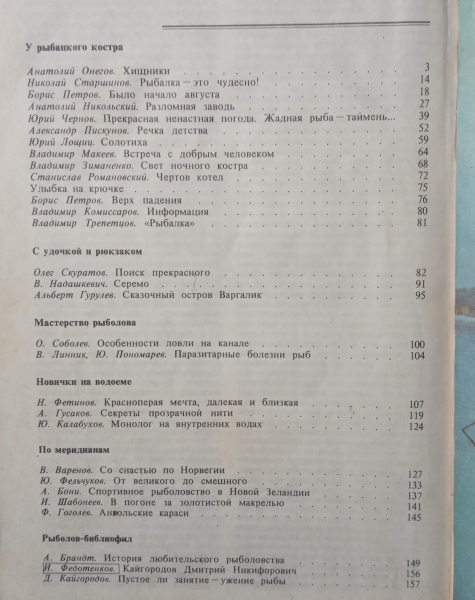 У рыбацкого костра
Анатолий Онегов. Хищники . . . 3
Николай Старшинов. Рыбалка — это чудесно! . . . 14
Борис Петров. Было начало августа . . . 18
Анатолий Никольский. Разломная заводь . . . 27
Юрий Чернов. Прекрасная ненастная погода. Жадная рыба — таймень... 39
Александр Пискунов. Речка детства . . . 52
Юрий Лощиц. Солотиха . . . 59
Владимир Макеев. Встреча с добрым человеком . . . 64
Владимир Зиманенко. Свет ночного костра . . . 68
Станислав Романовский. Чертов котел . . . 72
Улыбка на крючке . . . 75
Борис Петров. Верх падения . . . 76
Владимир Комиссаров. Информация . . . 80
Владимир Трепетцов. «Рыбалка» . . . 81
С удочкой и рюкзаком
Олег Скуратов. Поиск прекрасного . . . 82
В. Надашкевич. Серемо . . . 91
Альберт Гурулев. Сказочный остров Варгалик . . . 95
Мастерство рыболова
О. Соболев. Особенности ловли на канале . . . 100
В. Линник, Ю. Пономарев. Паразитарные болезни рыб . . . 104
Новички на водоеме
Н. Фетинов. Красноперая мечта, далекая и близкая . . . 107
А. Гусаков. Секреты прозрачной нити . . . 119
Ю. Калабухов. Монолог на внутренних водах . . . 124
По меридианам
В. Варенов. Со снастью по Норвегии . . . 127
Ю. Фельчуков. От великого до смешного . . . 133
А. Бони. Спортивное рыболовство в Новой Зеландии . . . 137
И. Шабонеев. В погоне за золотистой макрелью . . . 141
Ф. Гоголев. Анвольские караси . . . 145
Рыболов-библиофил
А. Брандт. История любительского рыболовства . . . 149
И. Федотенков. Кайгородов Дмитрий Никифорович . . . 156
Д. Кайгородов. Пустое ли занятие — ужение рыбы . . . 157